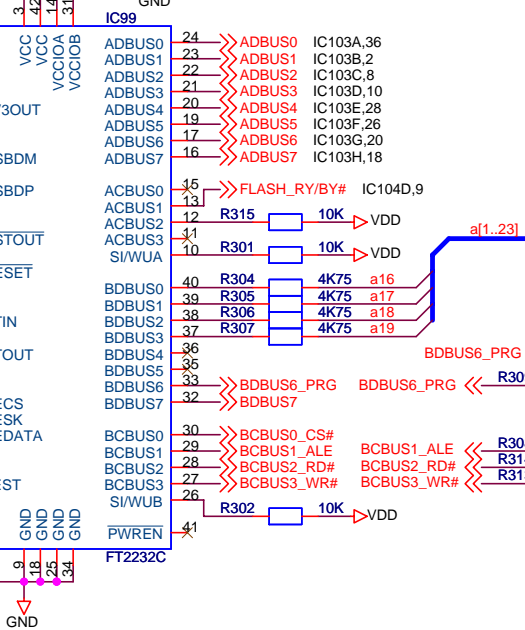 GND
3
42
14
31
IC99
VCC
VCC
VCCIOA
VCCIOB
ADBUS0 24 ADBUS0 IC103A,36
ADBUS1 23 ADBUS1 IC103B,2
ADBUS2 22 ADBUS2 IC103C,8
ADBUS3 21 ADBUS3 IC103D,10
3OUT ADBUS4 20 ADBUS4 IC103E,28
ADBUS5 19 ADBUS5 IC103F,26
ADBUS6 17 ADBUS6 IC103G,20
SBDM ADBUS7 16 ADBUS7 IC103H,18
SBDP ACBUS0 15 FLASH_RY/BY# IC104D,9
ACBUS1 13
ACBUS2 12 R315 10K VDD
STOUT ACBUS3 11
SI/WUA 10 R301 10K VDD
a[1..23]
ESET
BDBUS0 40 R304 4K75 a16
BDBUS1 39 R305 4K75 a17
TIN BDBUS2 38 R306 4K75 a18
BDBUS3 37 R307 4K75 a19
TOUT BDBUS4 36 BDBUS6_PRG
BDBUS5 35
BDBUS6 33 BDBUS6_PRG BDBUS6_PRG R30
ECS BDBUS7 32 BDBUS7
ESK
EDATA BCBUS0 30 BCBUS0_CS#
BCBUS1 29 BCBUS1_ALE BCBUS1_ALE R30
BCBUS2 28 BCBUS2_RD# BCBUS2_RD# R31
EST BCBUS3 27 BCBUS3_WR# BCBUS3_WR# R31
SI/WUB 26 R302 10K VDD
PWREN 41
GND
GND
GND
GND
FT2232C
9
18
25
34
GND